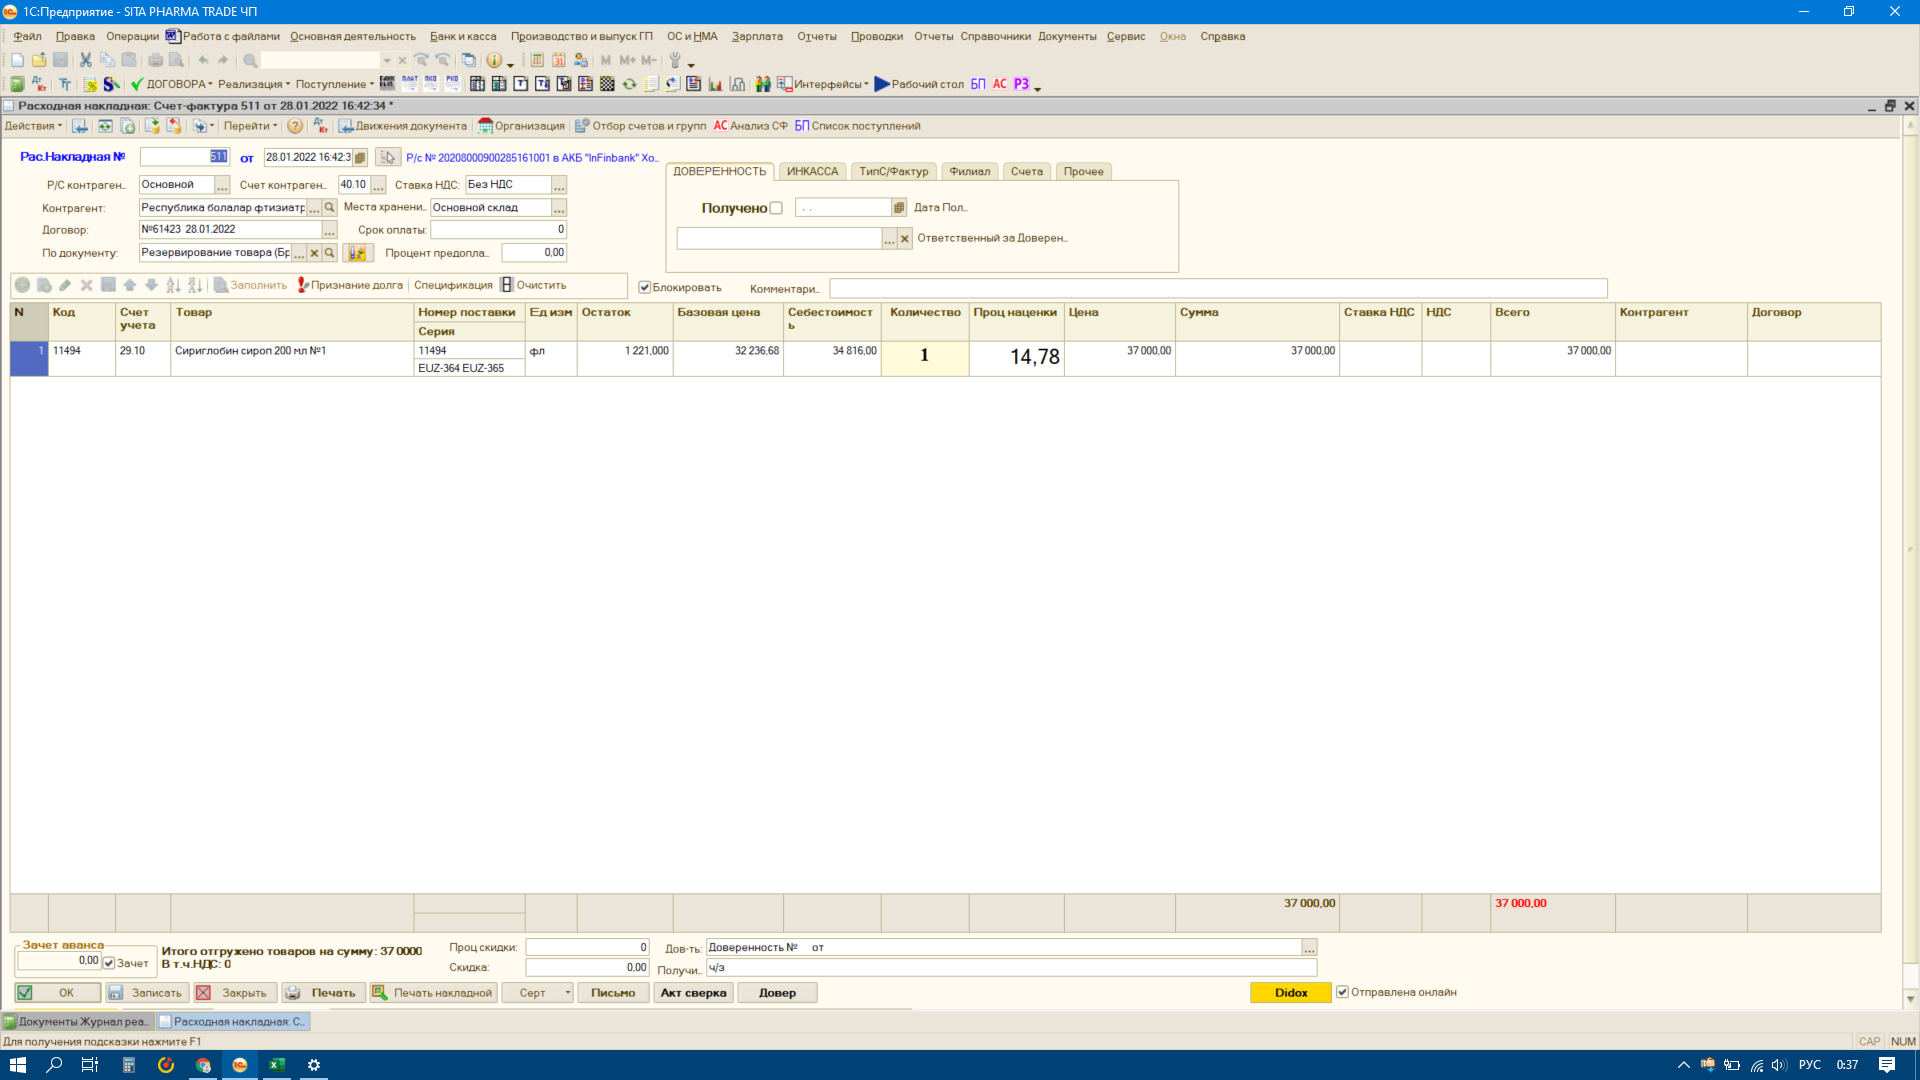 1С:Предприятие - SITA PHARMA TRADE ЧП
Файл Правка Операции Работа с файлами Основная деятельность Банк и касса Производство и выпуск ГП ОС и НМА Зарплата Отчеты Проводки Отчеты Справочники Документы Сервис Окна Справка
M M+ M-
ДОГОВОРА Реализация Поступление Интерфейсы Рабочий стол БП АС РЗ
Расходная накладная: Счет-фактура 511 от 28.01.2022 16:42:34 *
Действия Перейти Движения документа Организация Отбор счетов и групп АС Анализ СФ БП Список поступлений
Рас.Накладная № 511 от 28.01.2022 16:42:3 Р/с № 20208000900285161001 в АКБ "InFinbank" Хо..
ДОВЕРЕННОСТЬ ИНКАССА ТипС/Фактур Филиал Счета Прочее
Р/С контраген.. Основной ... Счет контраген.. 40.10 ... Ставка НДС: Без НДС ...
Контрагент: Республика болалар фтизиатр ... Места хранени.. Основной склад ...
Получено . . Дата Пол..
Договор: №61423 28.01.2022 ... Срок оплаты: 0
... Ответственный за Доверен..
По документу: Резервирование товара (Бр ... Процент предопла.. 0,00
Заполнить Признание долга Спецификация Очистить Блокировать Комментари..
N Код Счет учета Товар Номер поставки Ед изм Остаток Базовая цена Себестоимость Количество Проц наценки Цена Сумма Ставка НДС НДС Всего Контрагент Договор
Серия
1 11494 29.10 Сириглобин сироп 200 мл №1 11494 фл 1 221,000 32 236,68 34 816,00 1 14,78 37 000,00 37 000,00 37 000,00
EUZ-364 EUZ-365
37 000,00 37 000,00
Зачет аванса
0,00 Зачет
Итого отгружено товаров на сумму: 37 0000
В т.ч.НДС: 0
Проц скидки: 0 Дов-ть: Доверенность № от ...
Скидка: 0,00 Получи.. ч/з
OK Записать Закрыть Печать Печать накладной Серт Письмо Акт сверка Довер Didox Отправлена онлайн
Документы Журнал реа.. Расходная накладная: С..
Для получения подсказки нажмите F1 CAP NUM
РУС 0:37